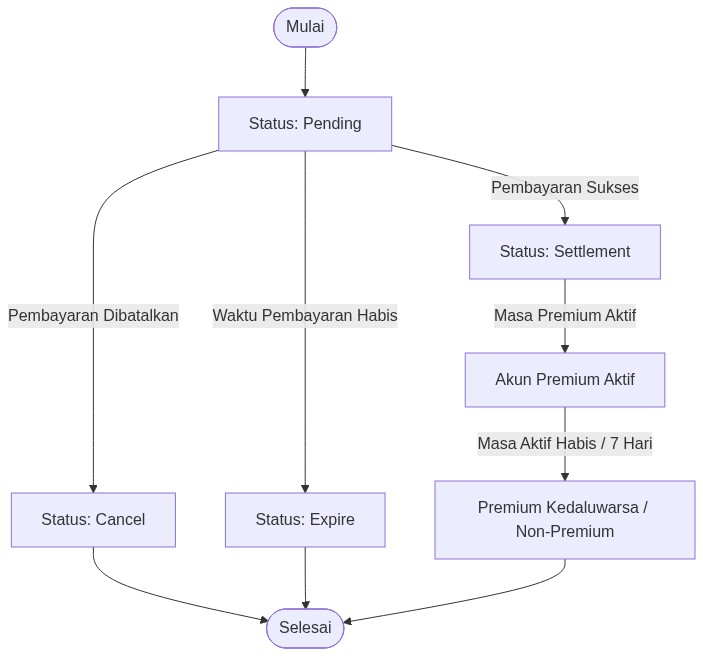 Mulai
Status: Pending
Pembayaran Sukses
Status: Settlement
Pembayaran Dibatalkan
Waktu Pembayaran Habis
Masa Premium Aktif
Akun Premium Aktif
Masa Aktif Habis / 7 Hari
Status: Cancel
Status: Expire
Premium Kedaluwarsa /
Non-Premium
Selesai